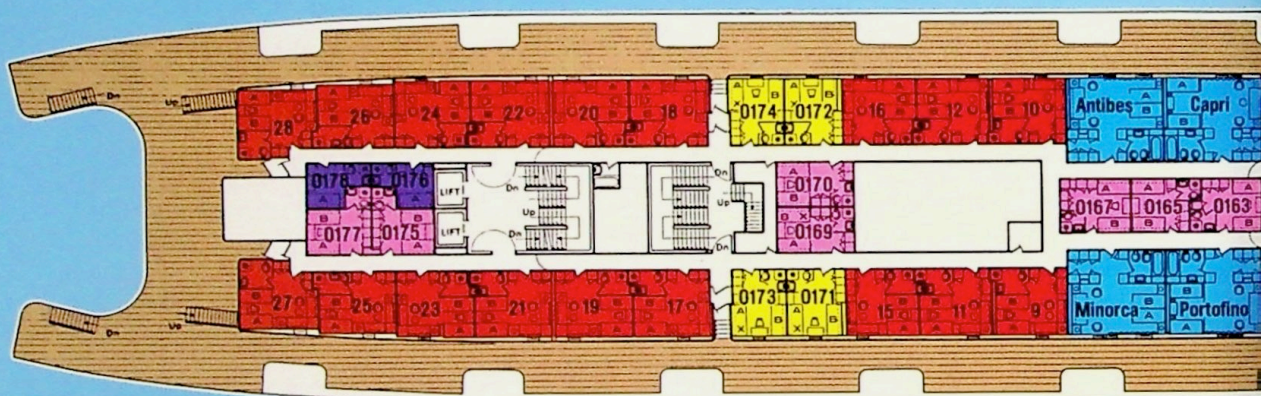 Dn
Up
28
26
24
22
20
18
0174
0172
16
12
10
Antibes
Capri
0178
0176
LIFT
Dn
Up
Dn
0170
0167
0165
0163
0177
0175
LIFT
Dn
Up
Dn
0169
27
25
23
21
19
17
0173
0171
15
11
9
Minorca
Portofino
Dn
Up